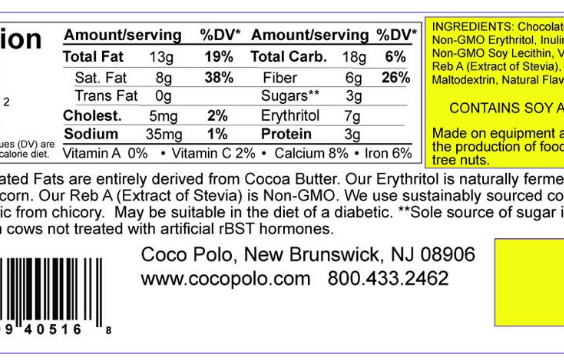 ion
2
ues (DV) are
calorie diet.
Amount/serving %DV* Amount/serving %DV*
Total Fat 13g 19% Total Carb. 18g 6%
Sat. Fat 8g 38% Fiber 6g 26%
Trans Fat 0g Sugars** 3g
Cholest. 5mg 2% Erythritol 7g
Sodium 35mg 1% Protein 3g
Vitamin A 0% • Vitamin C 2% • Calcium 8% • Iron 6%
INGREDIENTS: Chocolat
Non-GMO Erythritol, Inulin
Non-GMO Soy Lecithin, V
Reb A (Extract of Stevia),
Maltodextrin, Natural Flav
CONTAINS SOY A
Made on equipment a
the production of food
tree nuts.
ated Fats are entirely derived from Cocoa Butter. Our Erythritol is naturally ferme
corn. Our Reb A (Extract of Stevia) is Non-GMO. We use sustainably sourced co
ic from chicory. May be suitable in the diet of a diabetic. **Sole source of sugar i
n cows not treated with artificial rBST hormones.
Coco Polo, New Brunswick, NJ 08906
www.cocopolo.com 800.433.2462
09 40516 8